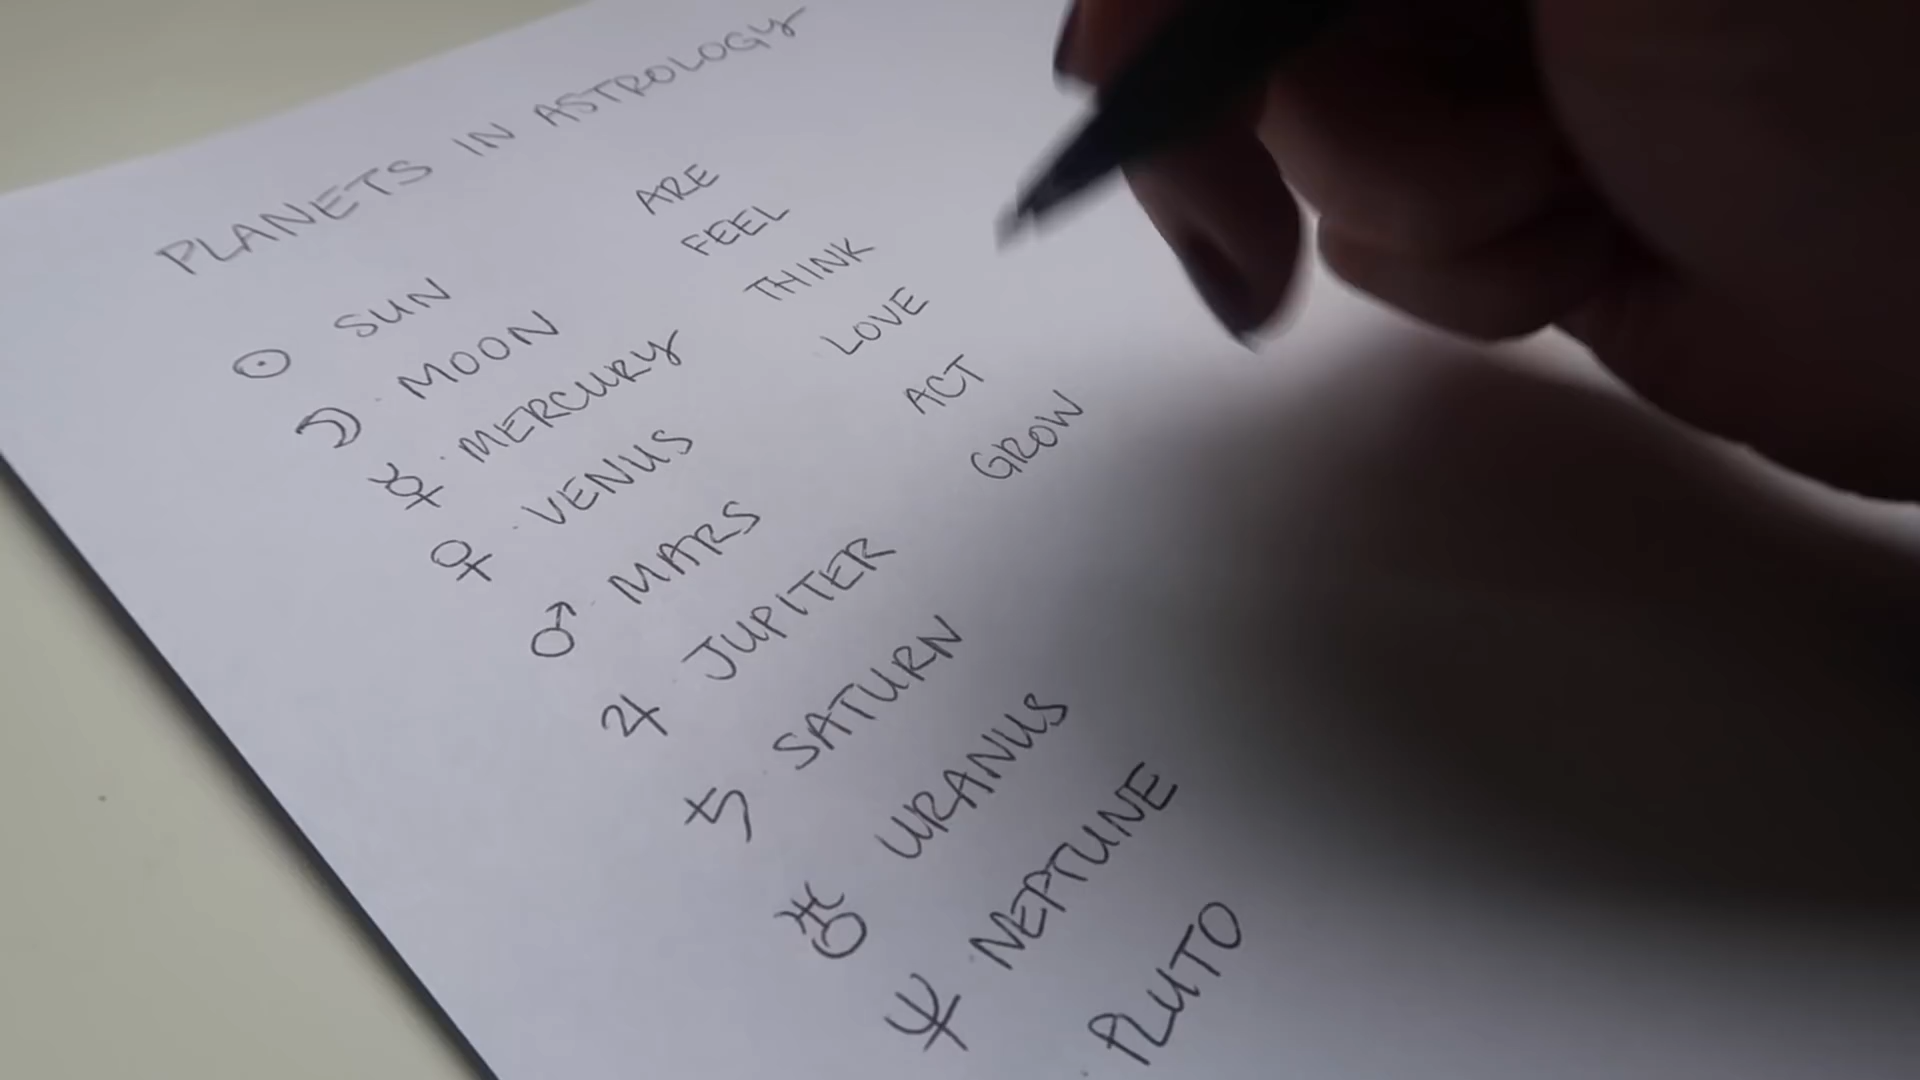 PLANETS IN ASTROLOGY
☉ SUN ARE
☽ · MOON FEEL
☿ · MERCURY THINK
♀ · VENUS LOVE
♂ · MARS ACT
♃ · JUPITER GROW
♄ · SATURN
♅ URANUS
♆ · NEPTUNE
· PLUTO